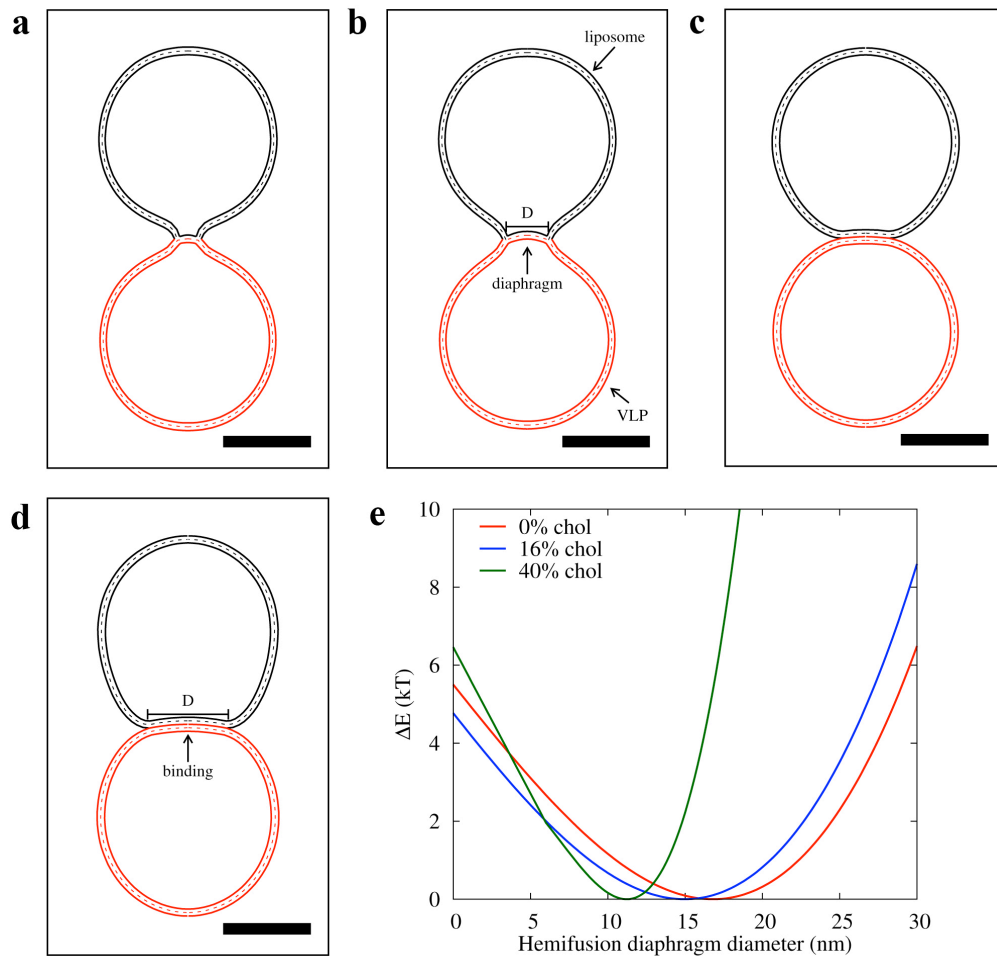 a
b
c
liposome
D
diaphragm
VLP
d
e
D
binding
0% chol
16% chol
40% chol
10
8
6
4
2
0
ΔE (kT)
0 5 10 15 20 25 30
Hemifusion diaphragm diameter (nm)